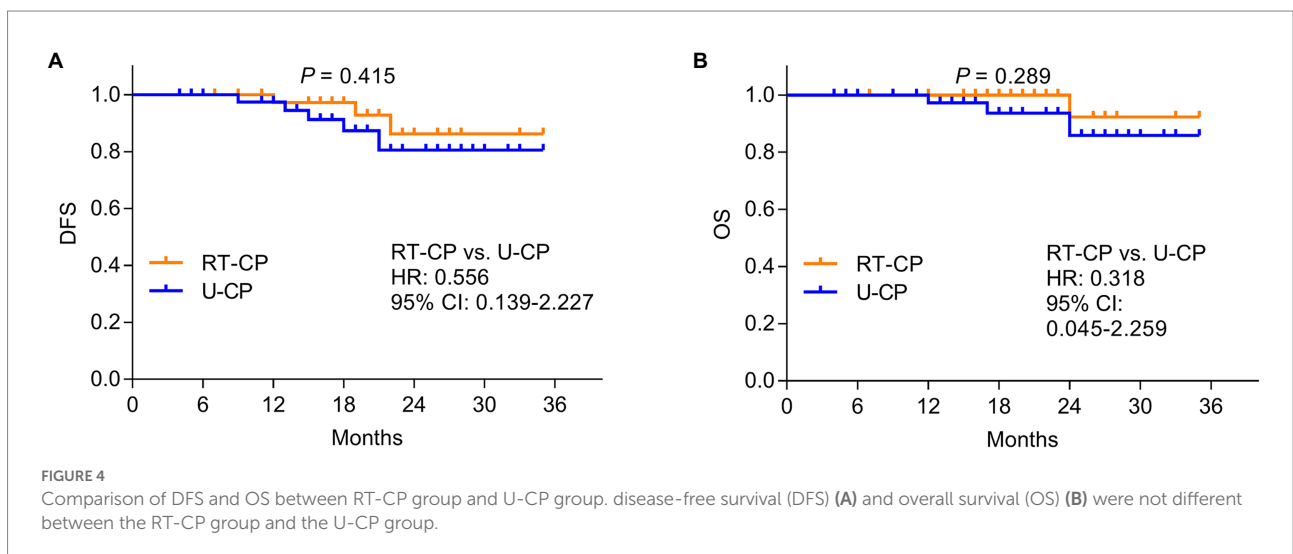 A
P = 0.415
1.0
0.8
0.6
0.4
0.2
0.0
DFS
RT-CP
U-CP
RT-CP vs. U-CP
HR: 0.556
95% CI: 0.139-2.227
0 6 12 18 24 30 36
Months
B
P = 0.289
1.0
0.8
0.6
0.4
0.2
0.0
OS
RT-CP
U-CP
RT-CP vs. U-CP
HR: 0.318
95% CI:
0.045-2.259
0 6 12 18 24 30 36
Months
FIGURE 4
Comparison of DFS and OS between RT-CP group and U-CP group. disease-free survival (DFS) (A) and overall survival (OS) (B) were not different
between the RT-CP group and the U-CP group.